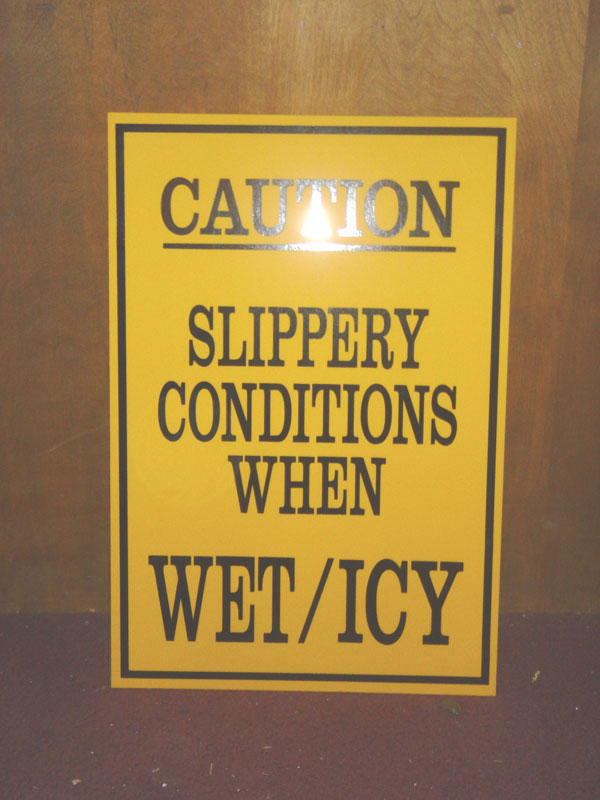 CAUTION
SLIPPERY
CONDITIONS
WHEN
WET/ICY